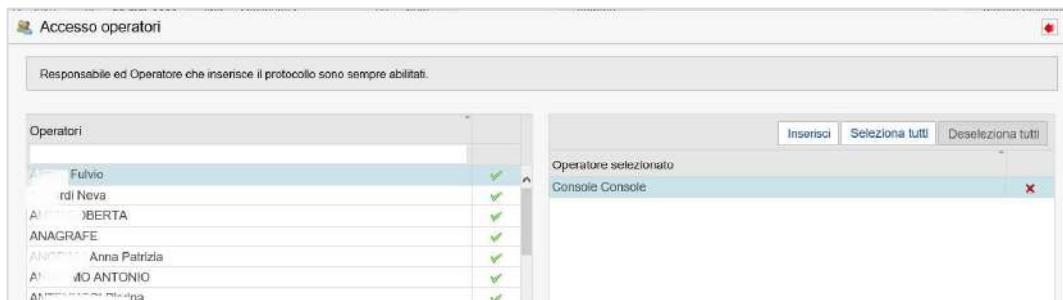 Accesso operatori
Responsabile ed Operatore che inserisce il protocollo sono sempre abilitati.
Operatori
Fulvio
rdi Neva
ANAGRAFE
Anna Patrizia
MO ANTONIO
Inserisci Seleziona tutti Deseleziona tutti
Operatore selezionato
Console Console